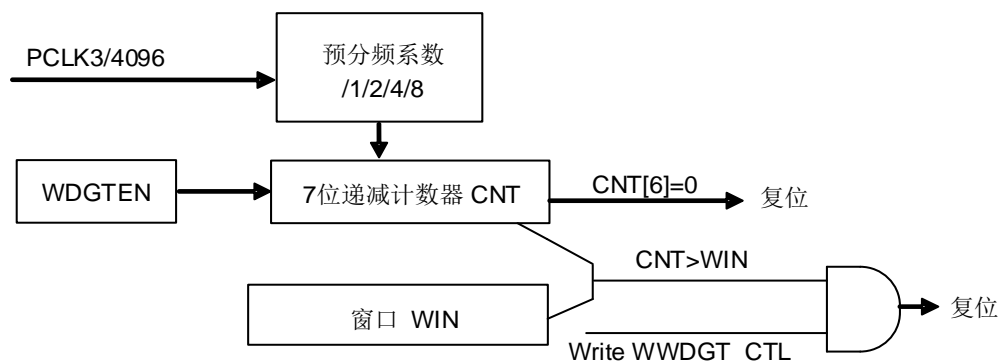 PCLK3/4096
预分频系数
/1/2/4/8
WDGTEN
7位递减计数器 CNT
CNT[6]=0
复位
CNT>WIN
窗口 WIN
复位
Write WWDGT_CTL